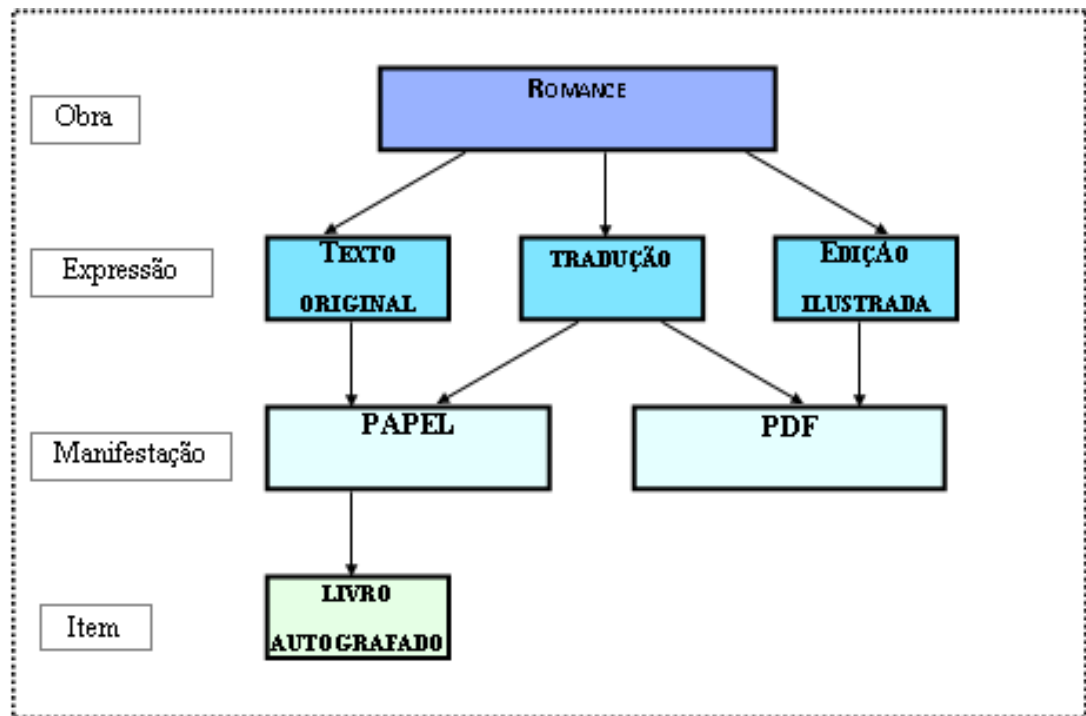 ROMANCE
Obra
TEXTO
ORIGINAL
TRADUÇÃO
EDIÇÃO
ILUSTRADA
Expressão
PAPEL
PDF
Manifestação
LIVRO
AUTOGRAFADO
Item